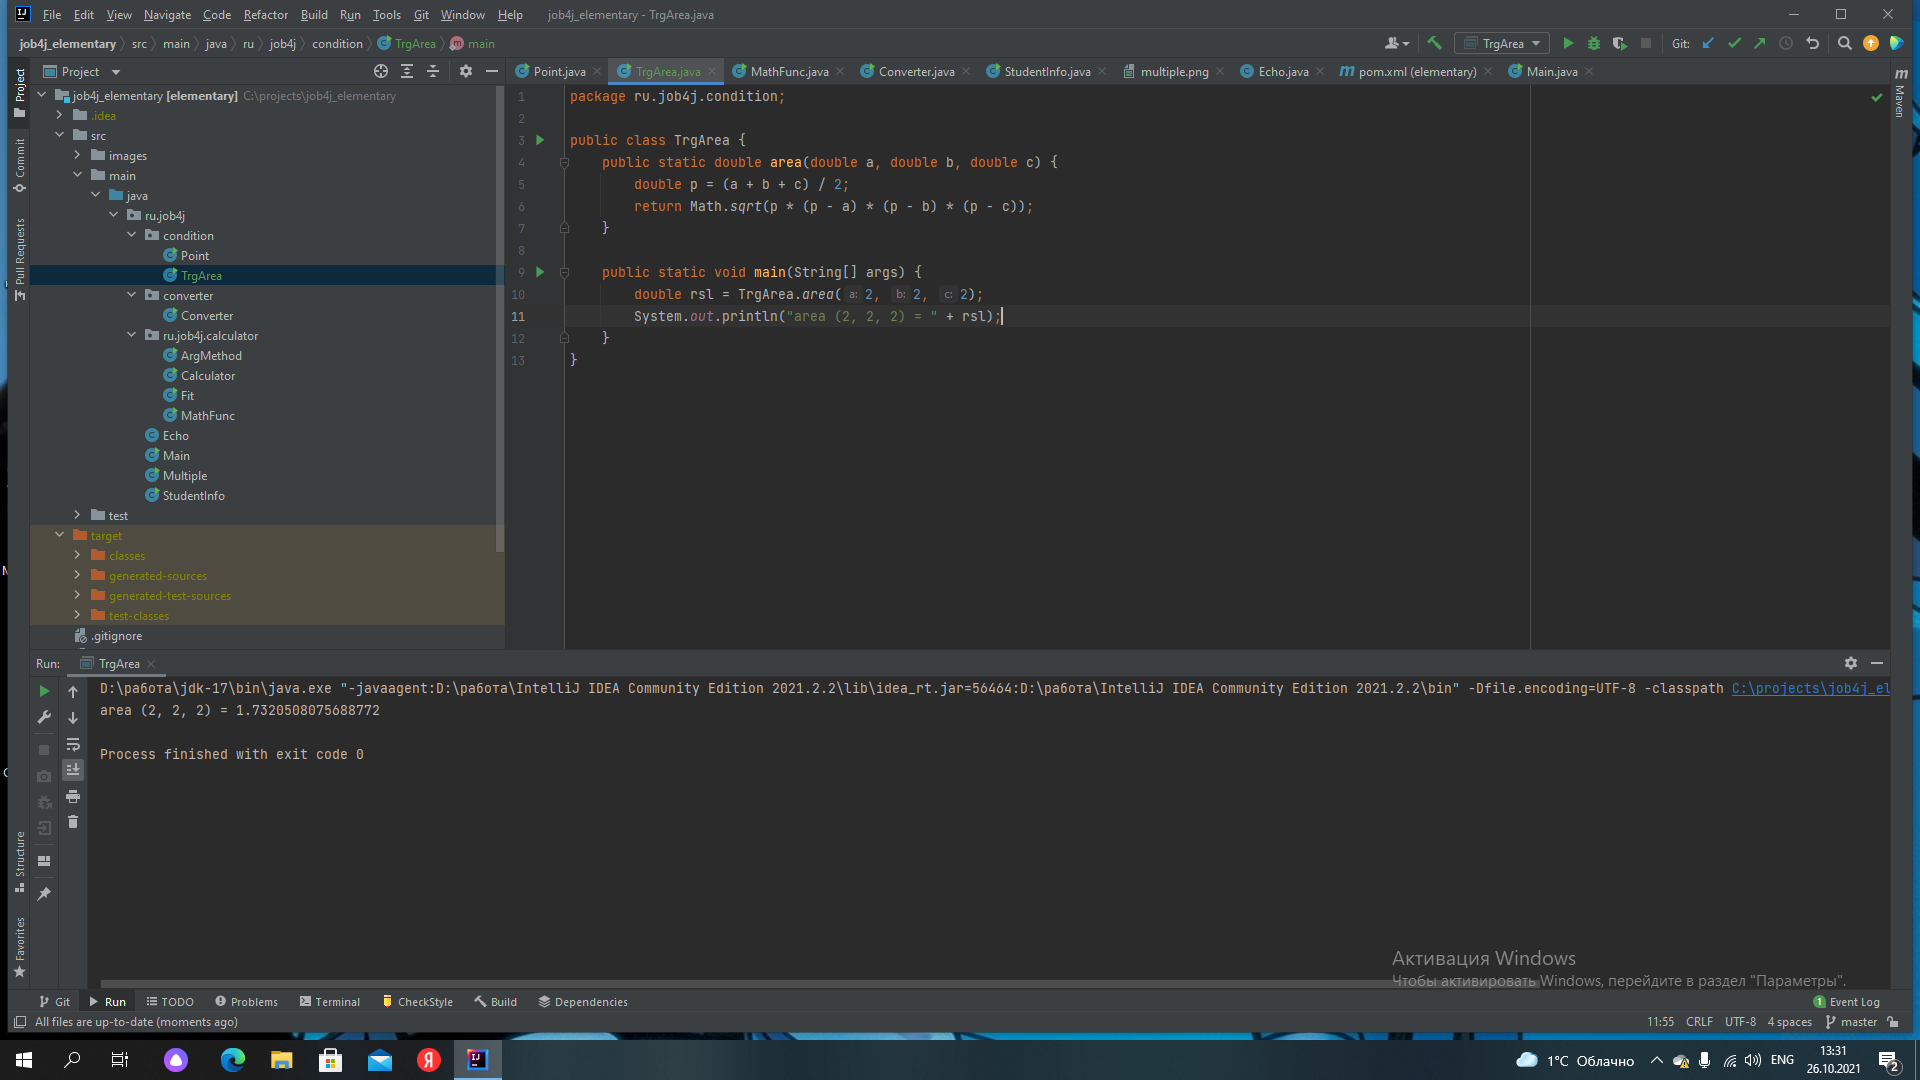 File Edit View Navigate Code Refactor Build Run Tools Git Window Help job4j_elementary - TrgArea.java
job4j_elementary src main java ru job4j condition TrgArea main
TrgArea Git:
Project
Point.java TrgArea.java MathFunc.java Converter.java StudentInfo.java multiple.png Echo.java pom.xml (elementary) Main.java
Project
Commit
Pull Requests
Structure
Favorites
Maven
job4j_elementary [elementary] C:\projects\job4j_elementary
.idea
src
images
main
java
ru.job4j
condition
Point
TrgArea
converter
Converter
ru.job4j.calculator
ArgMethod
Calculator
Fit
MathFunc
Echo
Main
Multiple
StudentInfo
test
target
classes
generated-sources
generated-test-sources
test-classes
.gitignore
1 package ru.job4j.condition;
2
3 public class TrgArea {
4 public static double area(double a, double b, double c) {
5 double p = (a + b + c) / 2;
6 return Math.sqrt(p * (p - a) * (p - b) * (p - c));
7 }
8
9 public static void main(String[] args) {
10 double rsl = TrgArea.area( a: 2, b: 2, c: 2);
11 System.out.println("area (2, 2, 2) = " + rsl);
12 }
13 }
Run: TrgArea
D:\работа\jdk-17\bin\java.exe "-javaagent:D:\работа\IntelliJ IDEA Community Edition 2021.2.2\lib\idea_rt.jar=56464:D:\работа\IntelliJ IDEA Community Edition 2021.2.2\bin" -Dfile.encoding=UTF-8 -classpath C:\projects\job4j_el
area (2, 2, 2) = 1.7320508075688772
Process finished with exit code 0
Активация Windows
Чтобы активировать Windows, перейдите в раздел "Параметры".
Git Run TODO Problems Terminal CheckStyle Build Dependencies 1 Event Log
All files are up-to-date (moments ago) 11:55 CRLF UTF-8 4 spaces master
1°C Облачно ENG 13:31
26.10.2021 2